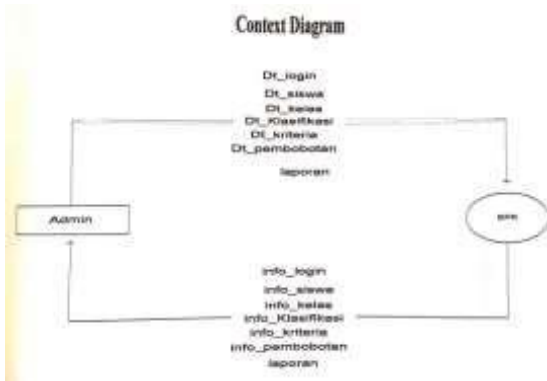 Context Diagram
Dt_login
Dt_siswa
Dt_kelas
Dt_Klasifikasi
Dt_kriteria
Dt_pembobotan
laporan
Admin
info_login
info_siswa
info_kelas
info_Klasifikasi
info_kriteria
info_pembobotan
laporan